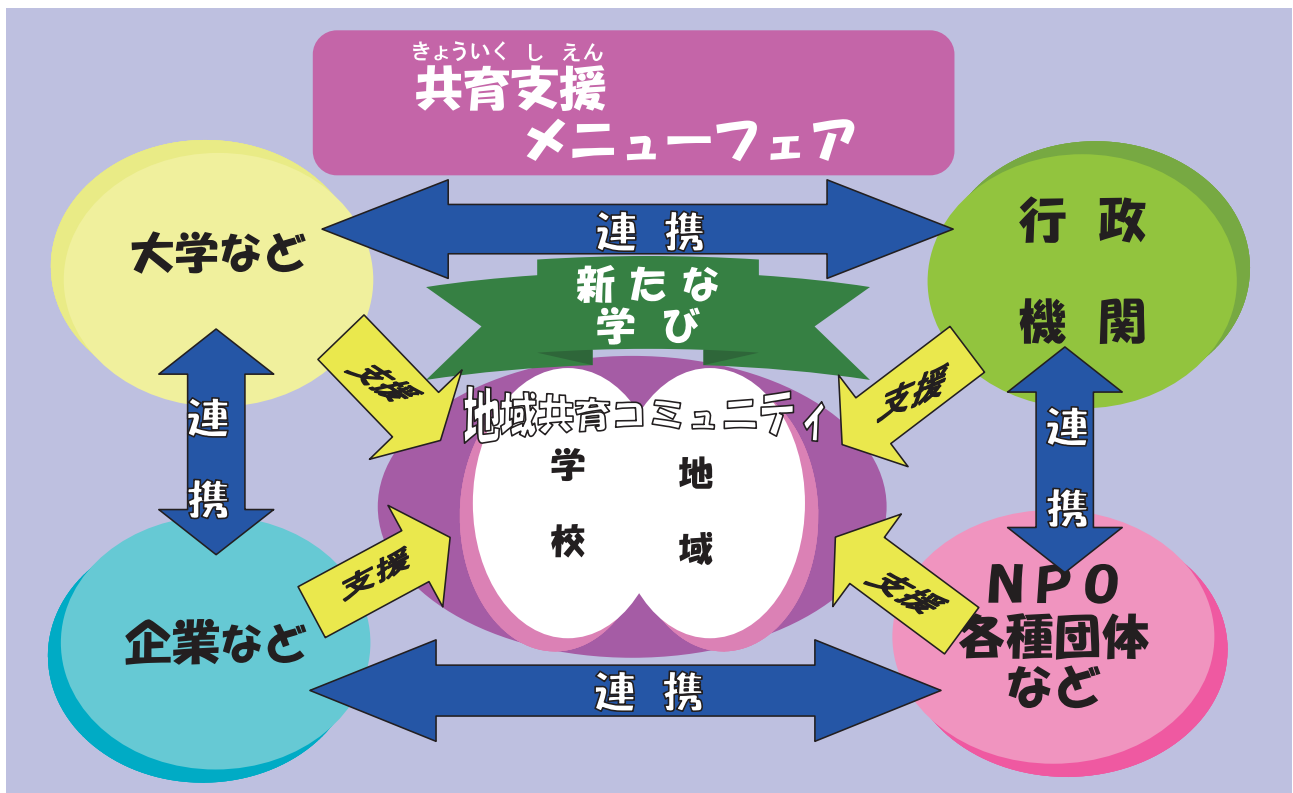 きょういく し えん
共育支援
メニューフェア
連 携
大学など
行 政
機 関
新たな
学 び
支援
支援
地域共育コミュニティ
連
携
連
携
学
校
地
域
支援
支援
企業など
NPO
各種団体
など
連 携